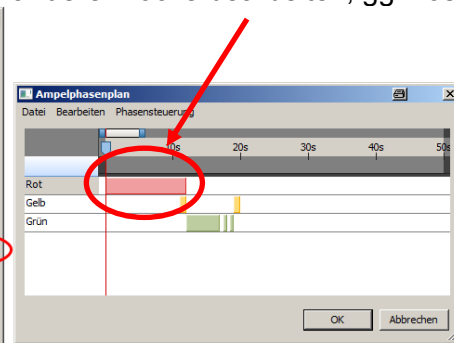 Ampelphasenplan
Datei Bearbeiten Phasensteuerung
10s 20s 30s 40s 50s
Rot
Gelb
Grün
OK Abbrechen